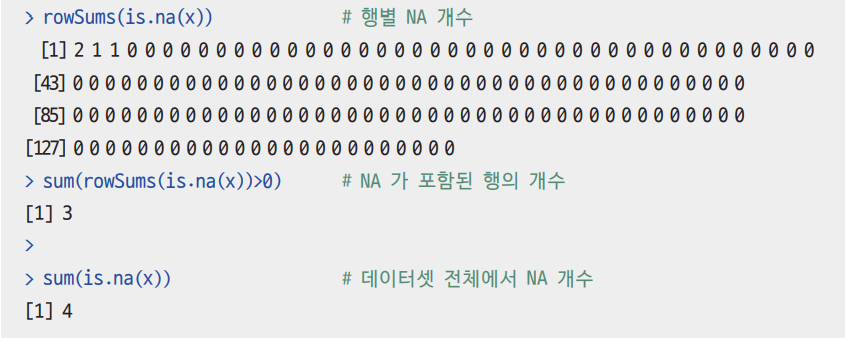 > rowSums(is.na(x)) # 행별 NA 개수
[1] 2 1 1 0 0 0 0 0 0 0 0 0 0 0 0 0 0 0 0 0 0 0 0 0 0 0 0 0 0 0 0 0 0 0 0 0 0 0 0 0 0 0
[43] 0 0 0 0 0 0 0 0 0 0 0 0 0 0 0 0 0 0 0 0 0 0 0 0 0 0 0 0 0 0 0 0 0 0 0 0 0 0 0 0 0 0
[85] 0 0 0 0 0 0 0 0 0 0 0 0 0 0 0 0 0 0 0 0 0 0 0 0 0 0 0 0 0 0 0 0 0 0 0 0 0 0 0 0 0 0
[127] 0 0 0 0 0 0 0 0 0 0 0 0 0 0 0 0 0 0 0 0 0 0 0 0
> sum(rowSums(is.na(x))>0) # NA 가 포함된 행의 개수
[1] 3
>
> sum(is.na(x)) # 데이터셋 전체에서 NA 개수
[1] 4